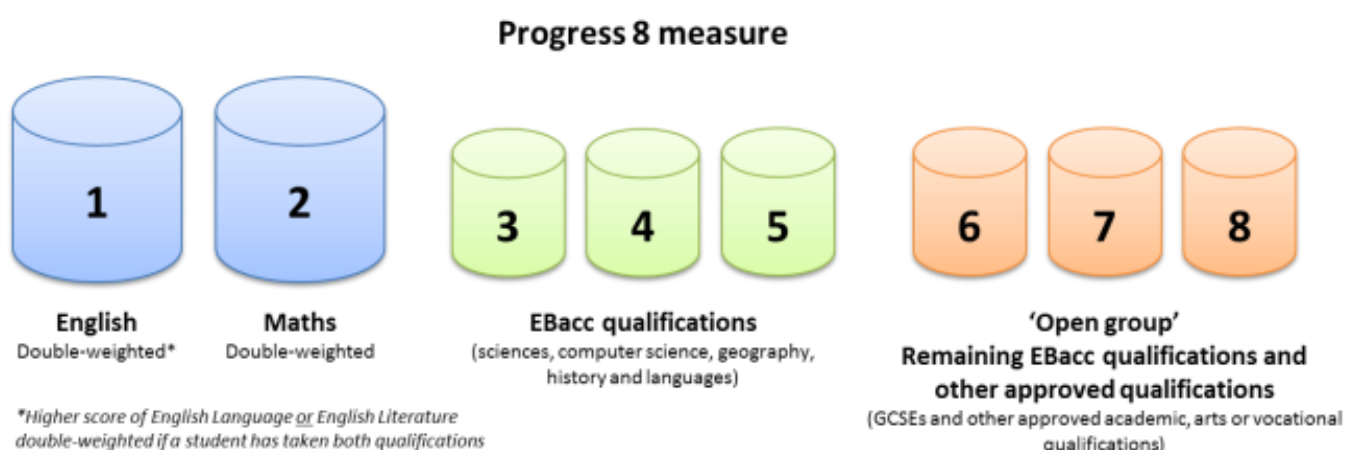 Progress 8 measure
1
2
3
4
5
6
7
8
English
Double-weighted*
Maths
Double-weighted
EBacc qualifications
(sciences, computer science, geography,
history and languages)
‘Open group’
Remaining EBacc qualifications and
other approved qualifications
(GCSEs and other approved academic, arts or vocational
qualifications)
*Higher score of English Language or English Literature
double-weighted if a student has taken both qualifications